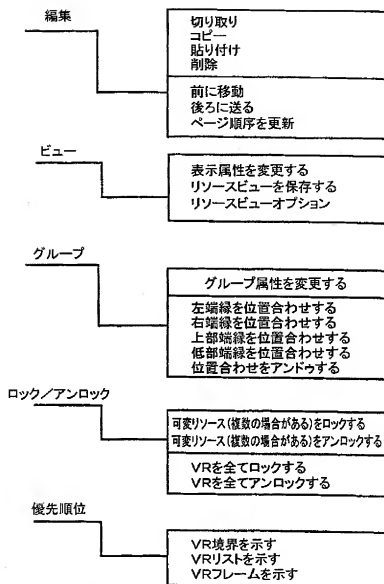 編集
切り取り
コピー
貼り付け
削除
前に移動
後ろに送る
ページ順序を更新
ビュー
表示属性を変更する
リソースビューを保存する
リソースビューオプション
グループ
グループ属性を変更する
左端縁を位置合わせする
右端縁を位置合わせする
上部端縁を位置合わせする
低部端縁を位置合わせする
位置合わせをアンドゥする
ロック／アンロック
可変リソース(複数の場合がある)をロックする
可変リソース(複数の場合がある)をアンロックする
VRを全てロックする
VRを全てアンロックする
優先順位
VR境界を示す
VRリストを示す
VRフレームを示す